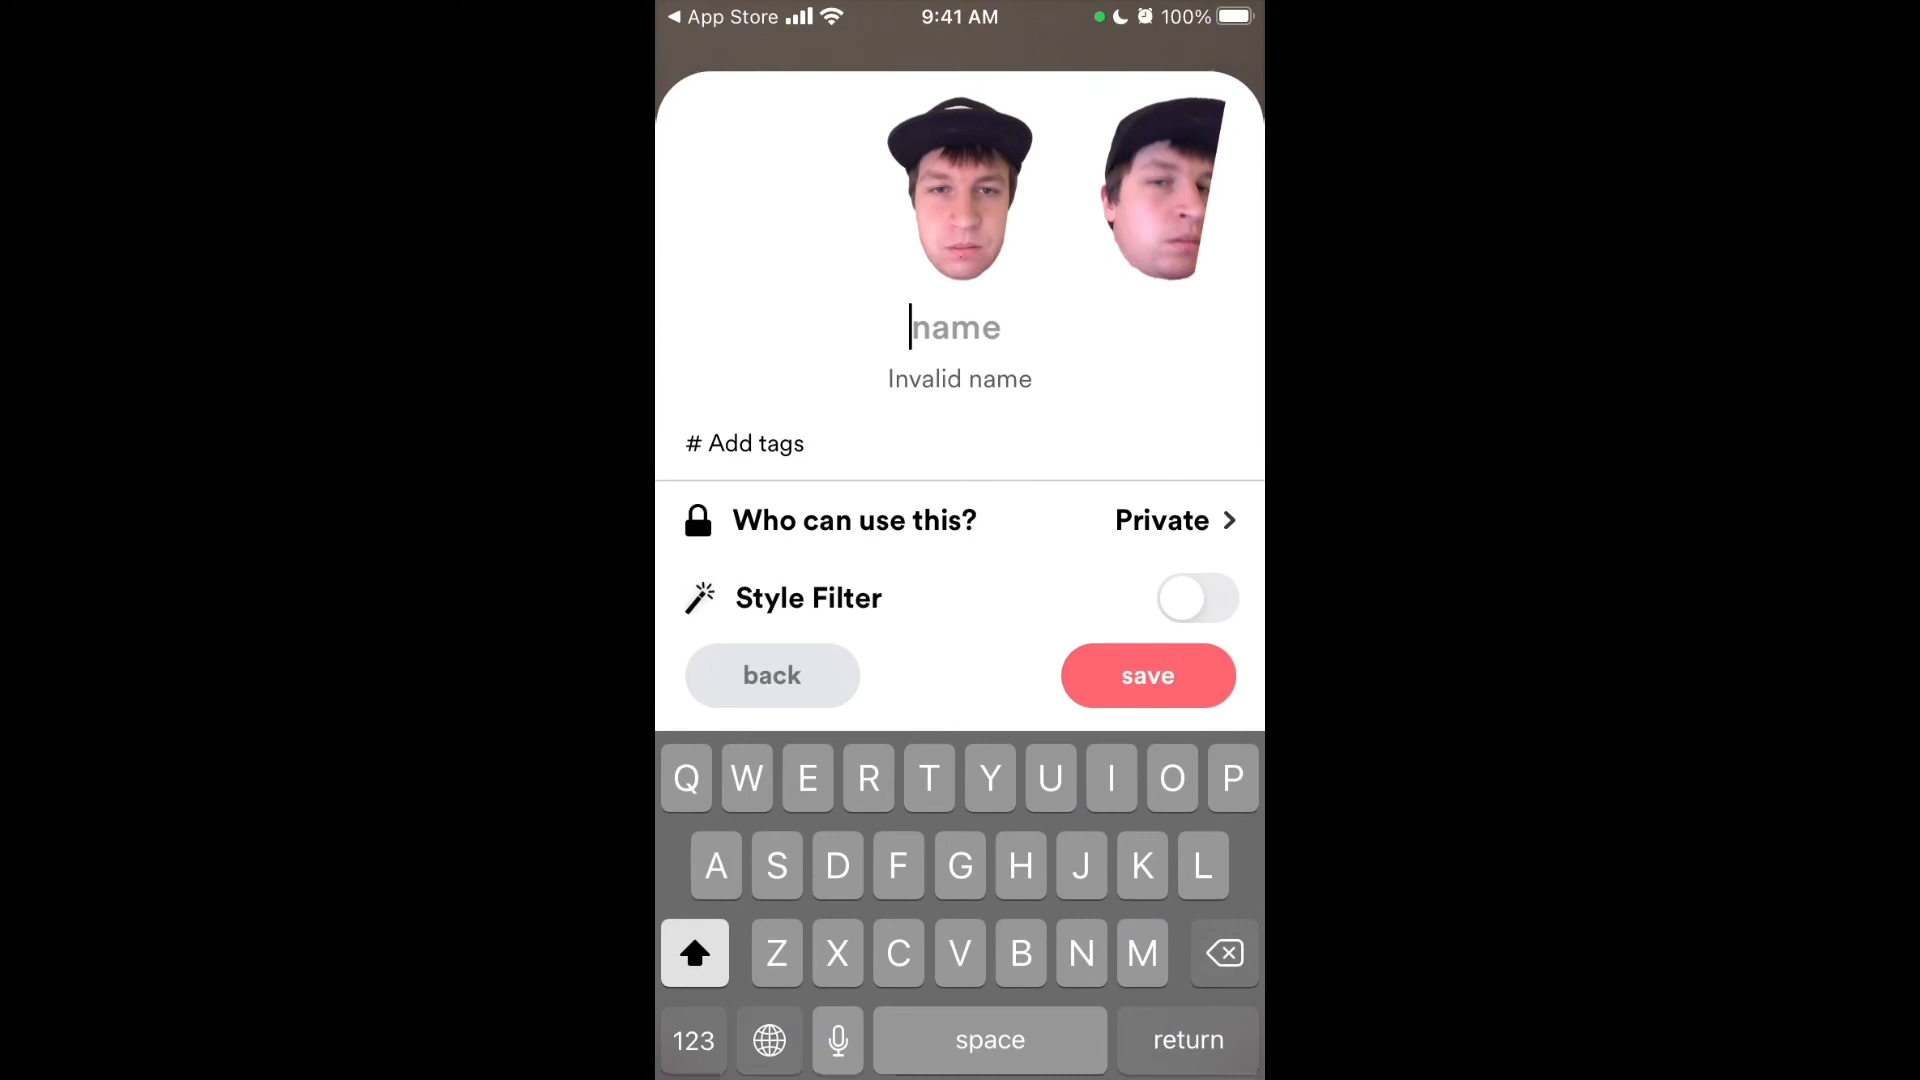 App Store 9:41 AM 100%
name
Invalid name
# Add tags
Who can use this? Private
Style Filter
back save
Q W E R T Y U I O P
A S D F G H J K L
Z X C V B N M
123 space return